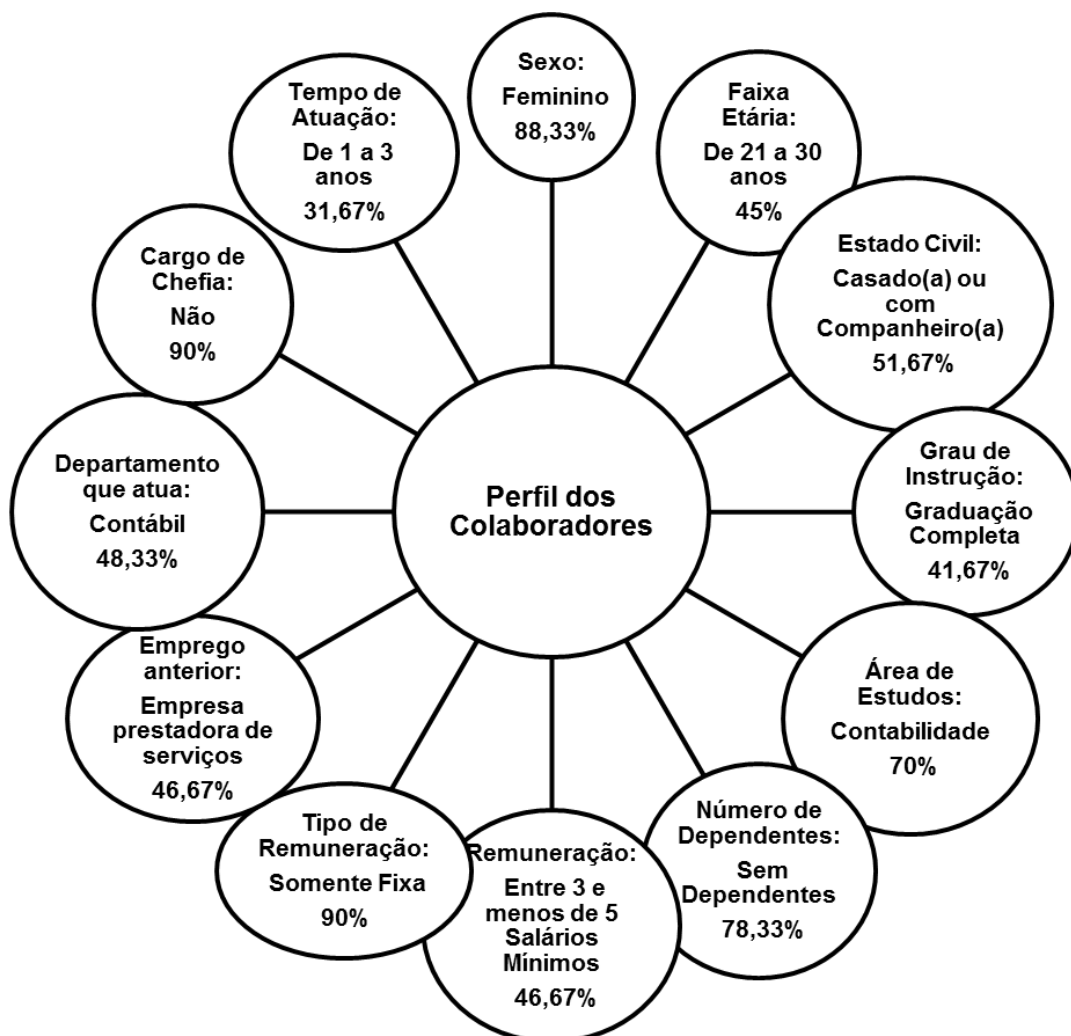 Sexo:
Feminino
88,33%
Faixa
Etária:
De 21 a 30
anos
45%
Estado Civil:
Casado(a) ou
com
Companheiro(a)
51,67%
Grau de
Instrução:
Graduação
Completa
41,67%
Área de
Estudos:
Contabilidade
70%
Número de
Dependentes:
Sem
Dependentes
78,33%
Remuneração:
Entre 3 e
menos de 5
Salários
Mínimos
46,67%
Tipo de
Remuneração:
Somente Fixa
90%
Emprego
anterior:
Empresa
prestadora de
serviços
46,67%
Departamento
que atua:
Contábil
48,33%
Cargo de
Chefia:
Não
90%
Tempo de
Atuação:
De 1 a 3
anos
31,67%
Perfil dos
Colaboradores